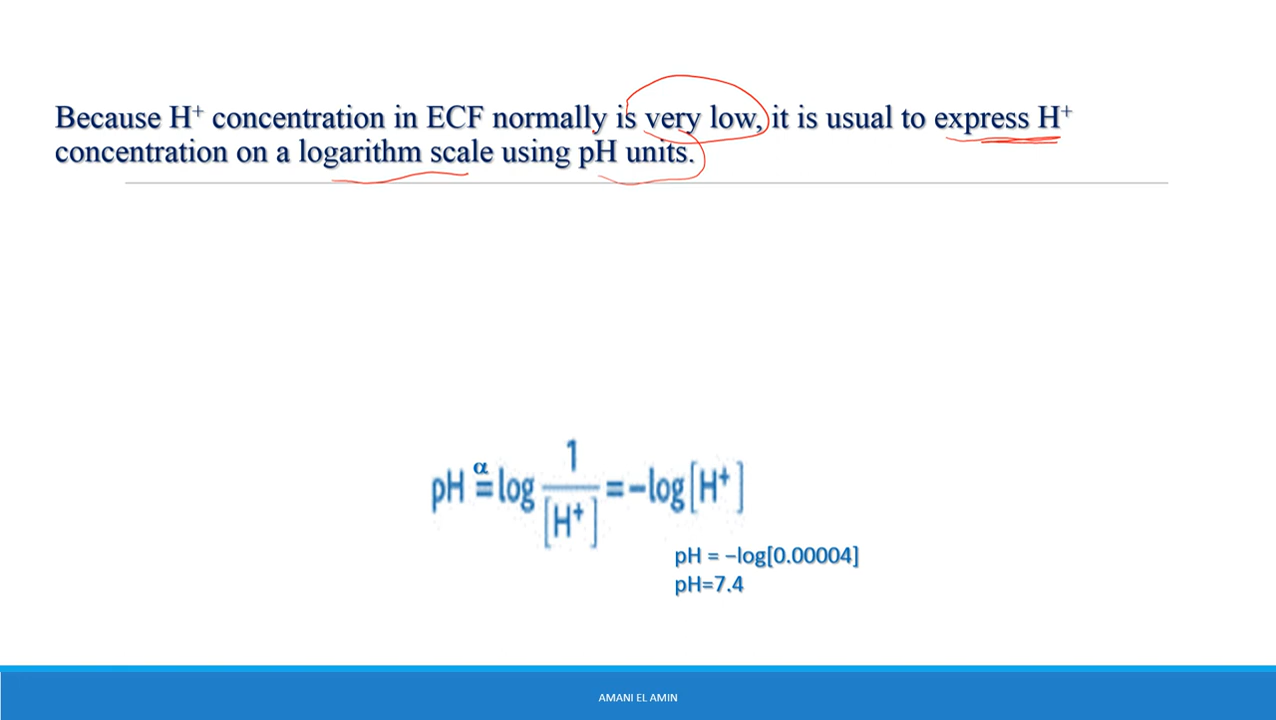 Because H⁺ concentration in ECF normally is very low, it is usual to express H⁺
concentration on a logarithm scale using pH units.
pH α = log 1/[H⁺] = −log[H⁺]
pH = −log[0.00004]
pH=7.4
AMANI EL AMIN